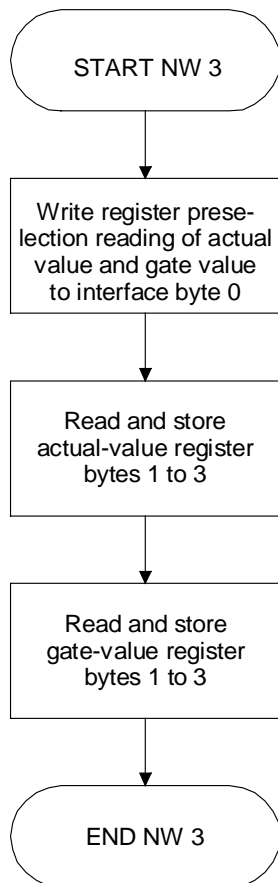 START NW 3
Write register prese-
lection reading of actual
value and gate value
to interface byte 0
Read and store
actual-value register
bytes 1 to 3
Read and store
gate-value register
bytes 1 to 3
END NW 3